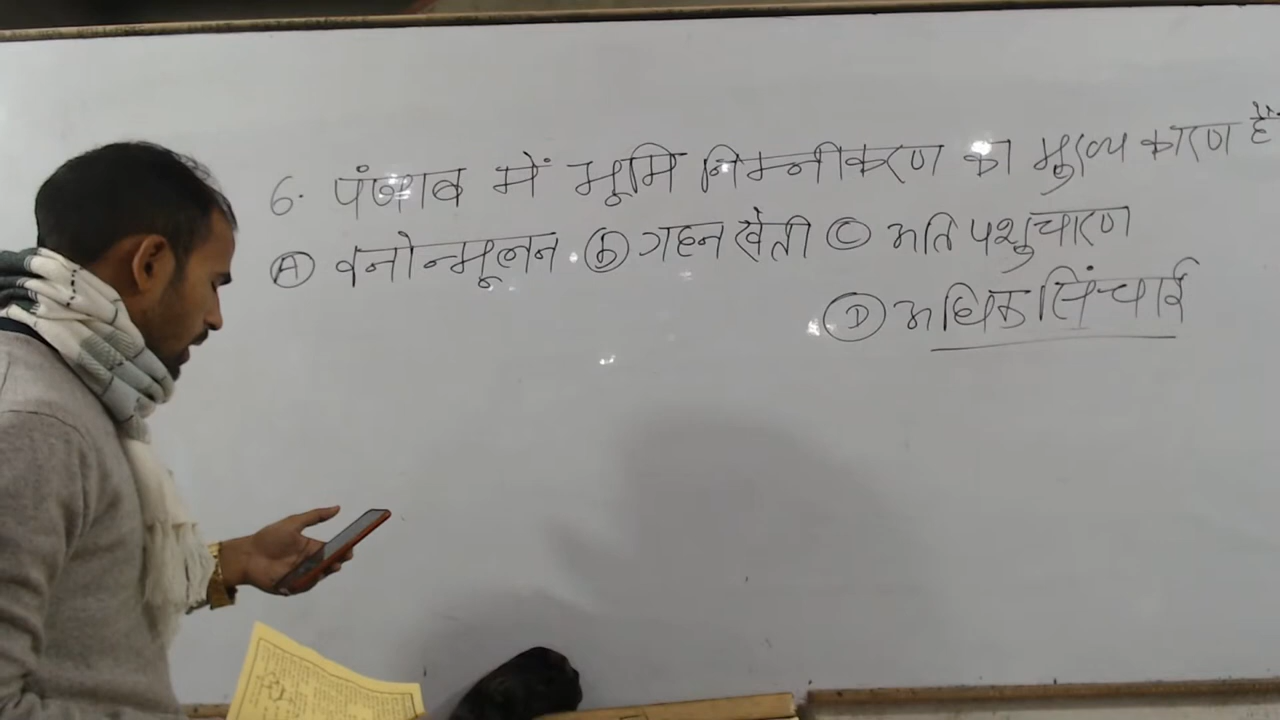 6. पंजाब में भूमि निम्नीकरण का मुख्य कारण है
Ⓐ वनोन्मूलन . ⓑ गहन खेती Ⓒ अति पशुचारण
Ⓓ अधिक सिंचाई